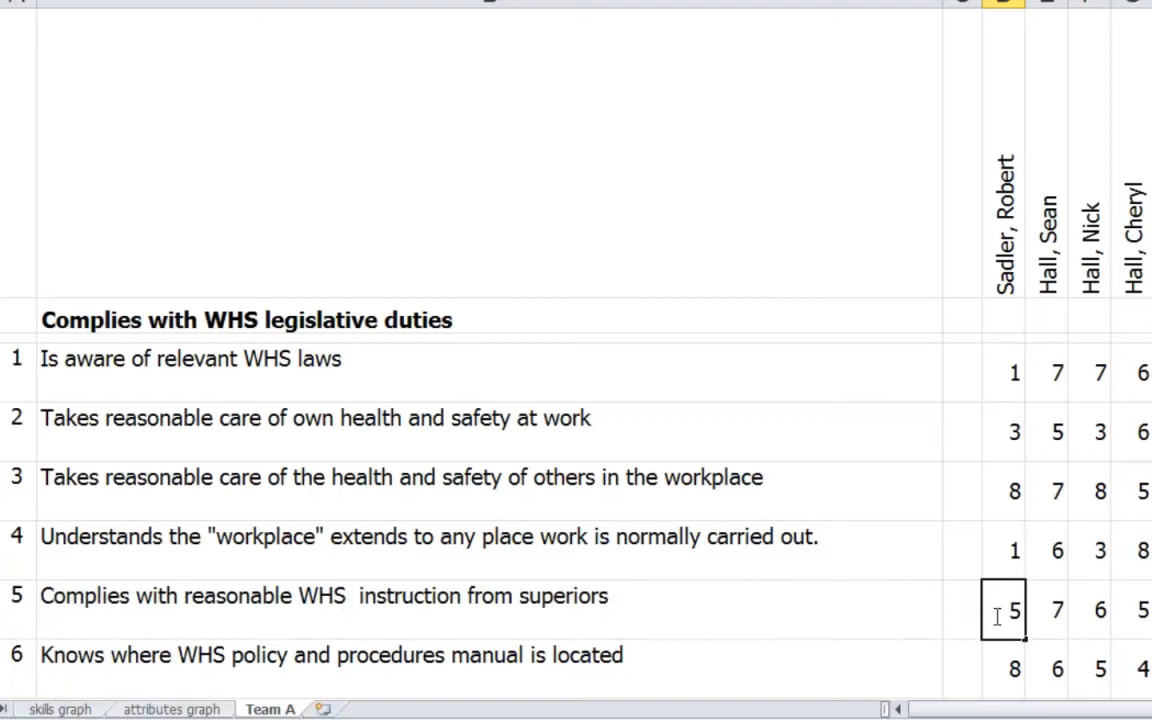 Sadler, Robert
Hall, Sean
Hall, Nick
Hall, Cheryl
Complies with WHS legislative duties
1 Is aware of relevant WHS laws 1 7 7 6
2 Takes reasonable care of own health and safety at work 3 5 3 6
3 Takes reasonable care of the health and safety of others in the workplace 8 7 8 5
4 Understands the "workplace" extends to any place work is normally carried out. 1 6 3 8
5 Complies with reasonable WHS  instruction from superiors 5 7 6 5
6 Knows where WHS policy and procedures manual is located 8 6 5 4
skills graph attributes graph Team A